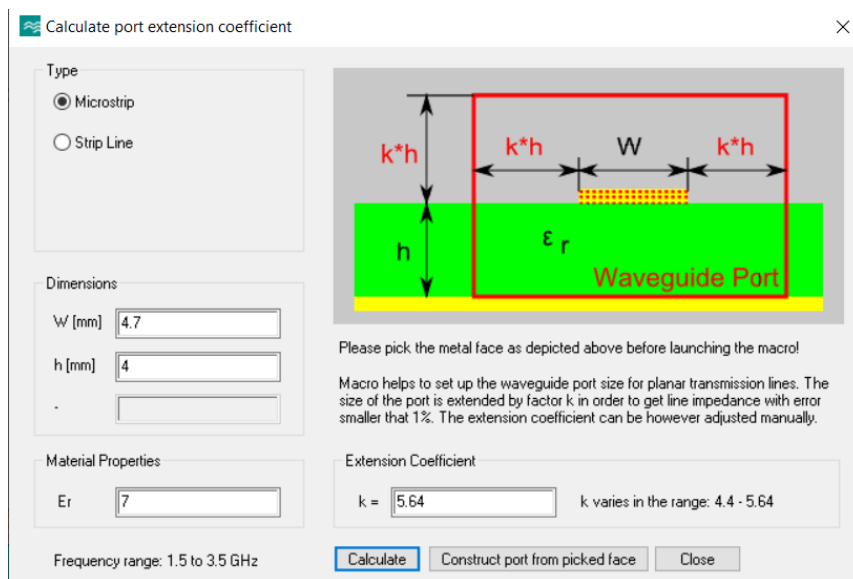 Calculate port extension coefficient
Type
Microstrip
Strip Line
k*h
k*h
W
k*h
h
ε r
Waveguide Port
Dimensions
W [mm]
4.7
h [mm]
4
-
Please pick the metal face as depicted above before launching the macro!
Macro helps to set up the waveguide port size for planar transmission lines. The
size of the port is extended by factor k in order to get line impedance with error
smaller that 1%. The extension coefficient can be however adjusted manually.
Material Properties
Er
7
Extension Coefficient
k =
5.64
k varies in the range: 4.4 - 5.64
Frequency range: 1.5 to 3.5 GHz
Calculate
Construct port from picked face
Close